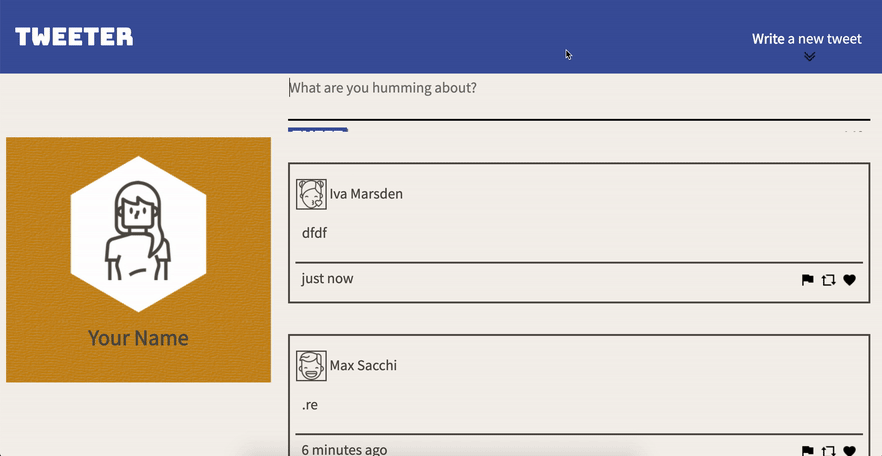 TWEETER
Write a new tweet
What are you humming about?
Your Name
Iva Marsden
dfdf
just now
Max Sacchi
.re
6 minutes ago